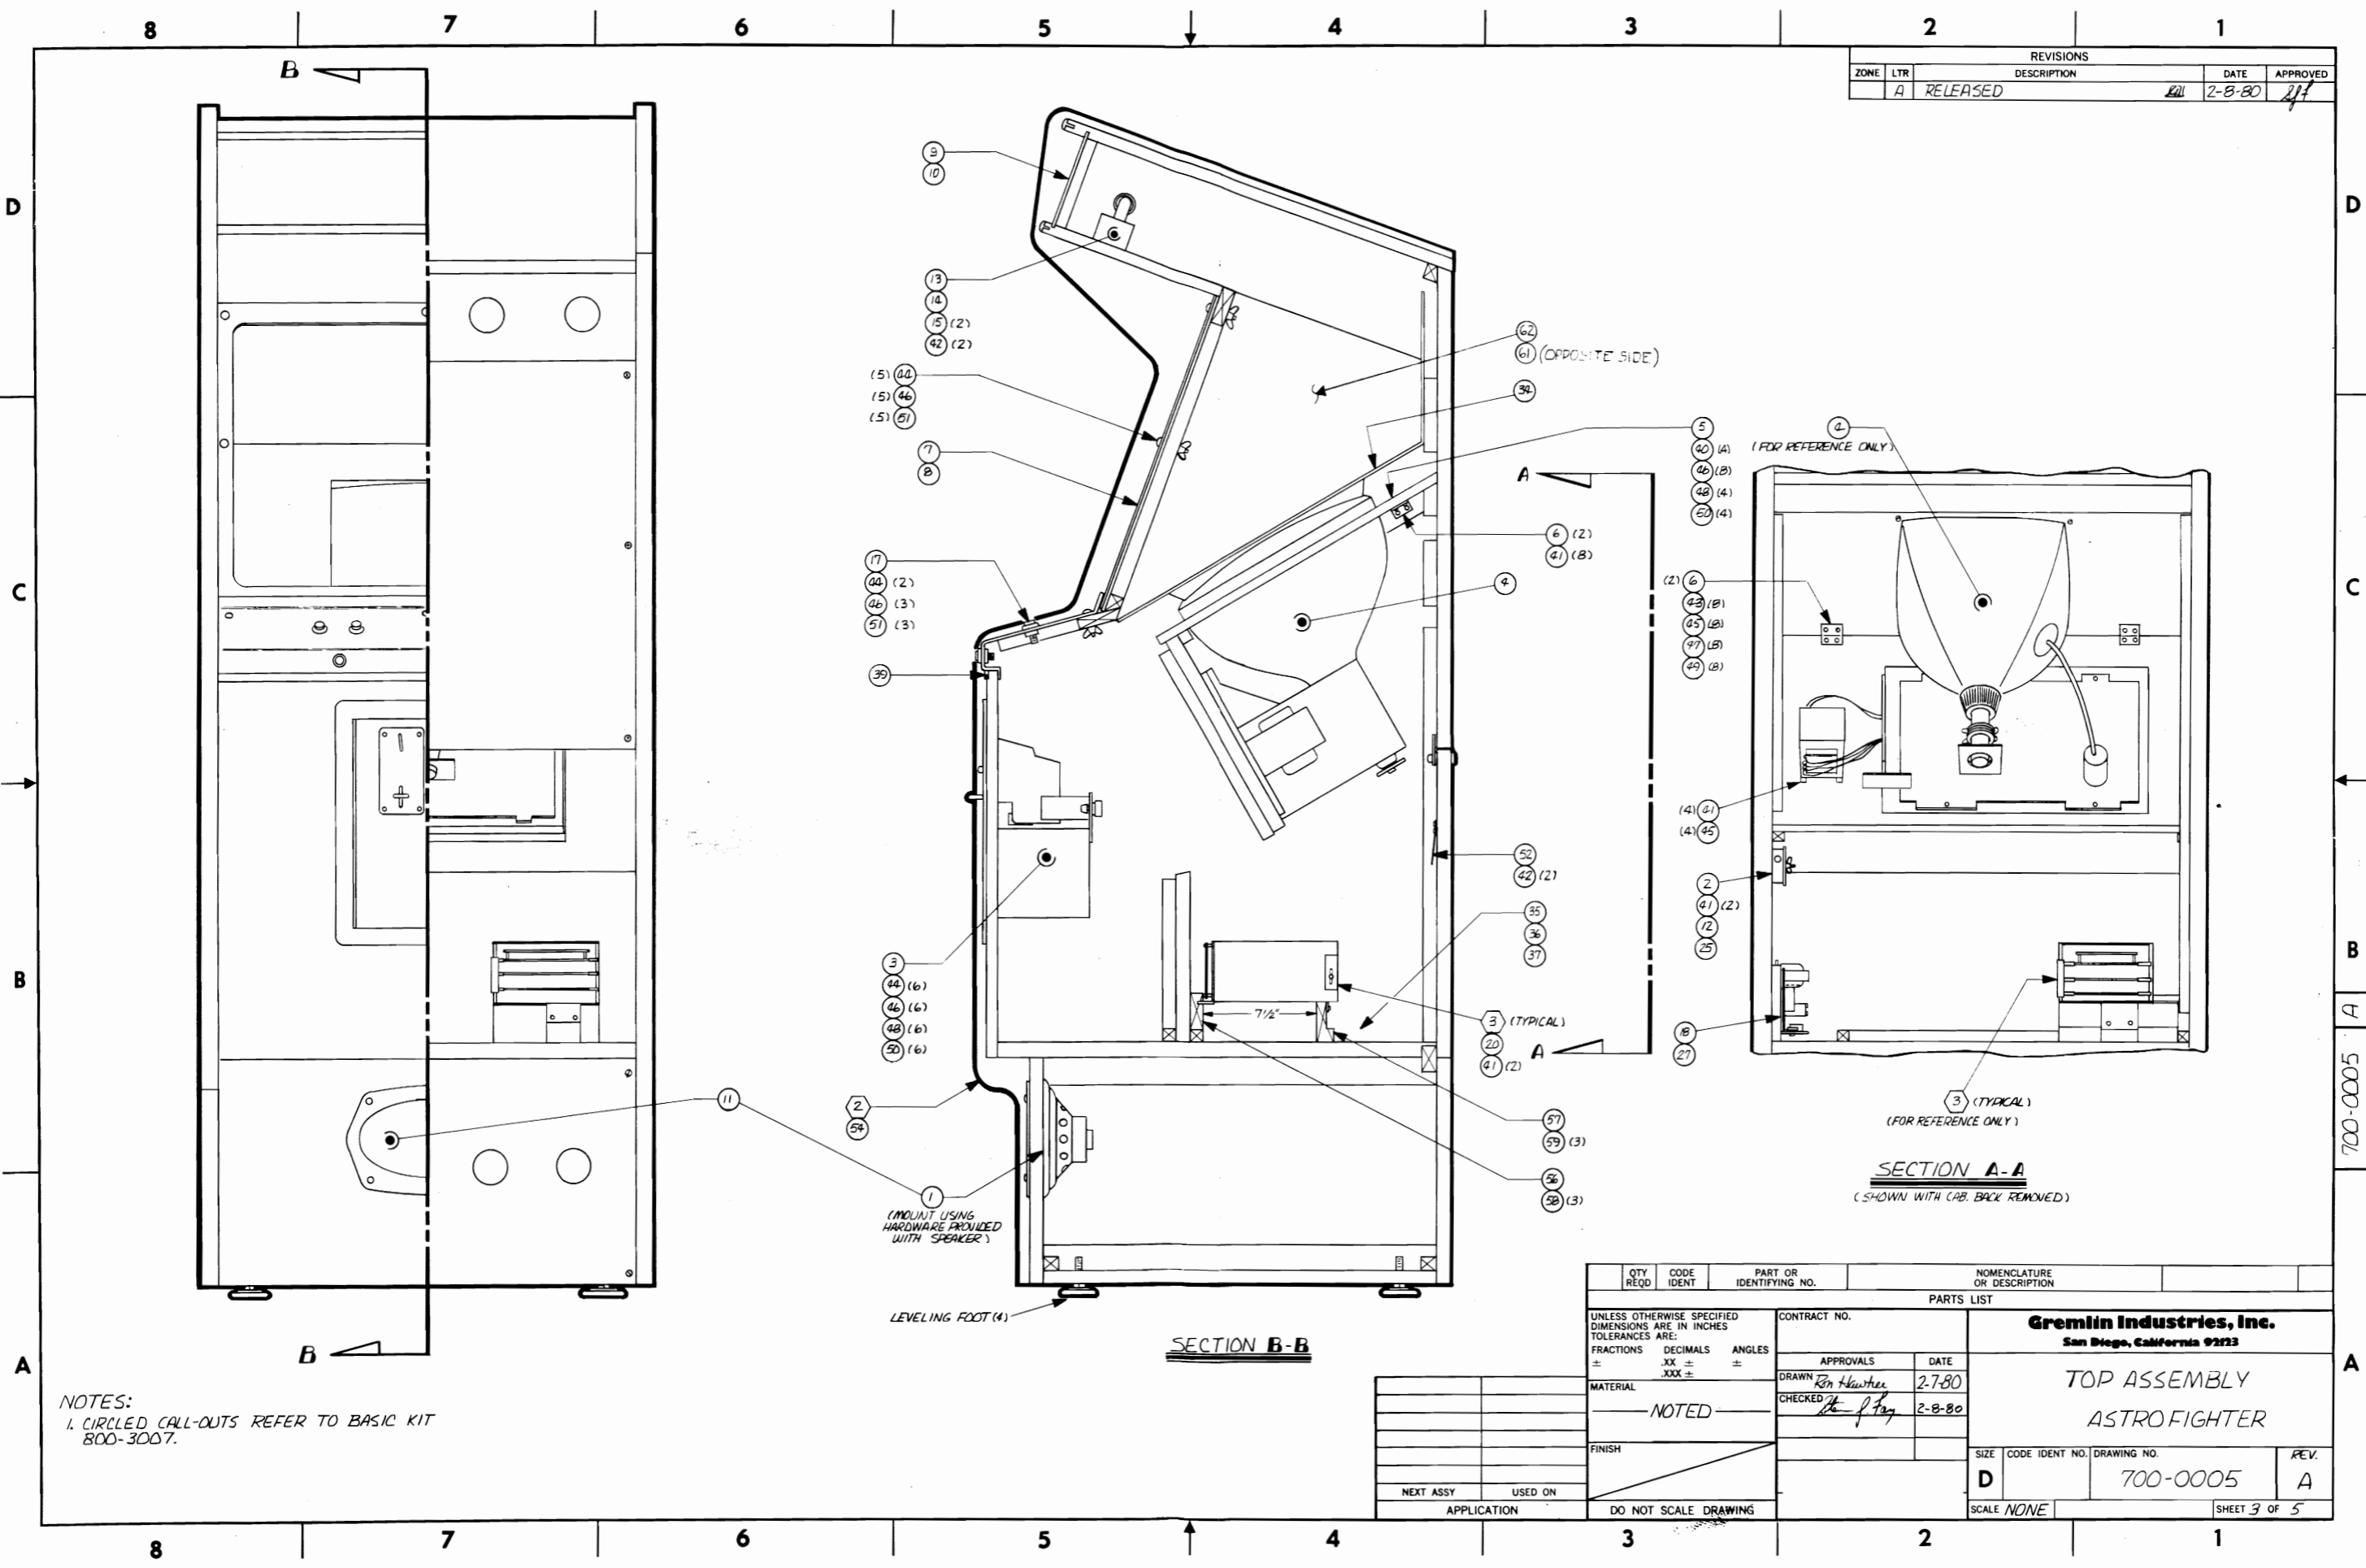 8 7 6 5 4 3 2 1
REVISIONS
ZONE LTR DESCRIPTION DATE APPROVED
A RELEASED 2-8-80
B
D
D
9
10
13
14
15 (2)
42 (2)
(5) 44
(5) 46
(5) 51
7
8
62
61 (OPPOSITE SIDE)
34
5
40 (4)
46 (8)
48 (4)
50 (4)
4
(FOR REFERENCE ONLY)
A
6 (2)
41 (8)
4
17
44 (2)
46 (3)
51 (3)
39
C
C
(2) 6
43 (8)
45 (8)
47 (8)
49 (8)
(4) 41
(4) 45
52
42 (2)
2
41 (2)
12
25
35
36
37
3
44 (6)
46 (6)
48 (6)
50 (6)
7½"
3 (TYPICAL)
20
41 (2)
A
18
27
B
B
A
700-0005
11
2
54
57
59 (3)
56
58 (3)
1
(MOUNT USING
HARDWARE PROVIDED
WITH SPEAKER)
3 (TYPICAL)
(FOR REFERENCE ONLY)
SECTION A-A
(SHOWN WITH CAB. BACK REMOVED)
LEVELING FOOT (4)
SECTION B-B
B
A
A
NOTES:
1. CIRCLED CALL-OUTS REFER TO BASIC KIT
800-3007.
QTY REQD CODE IDENT PART OR IDENTIFYING NO. NOMENCLATURE OR DESCRIPTION
PARTS LIST
UNLESS OTHERWISE SPECIFIED
DIMENSIONS ARE IN INCHES
TOLERANCES ARE:
FRACTIONS DECIMALS ANGLES
± .XX ± ±
.XXX ±
MATERIAL
NOTED
FINISH
DO NOT SCALE DRAWING
NEXT ASSY USED ON
APPLICATION
CONTRACT NO.
APPROVALS DATE
DRAWN 2-7-80
CHECKED 2-8-80
Gremlin Industries, Inc.
San Diego, California 92123
TOP ASSEMBLY
ASTROFIGHTER
SIZE CODE IDENT NO. DRAWING NO. REV.
D 700-0005 A
SCALE NONE SHEET 3 OF 5
8 7 6 5 4 3 2 1